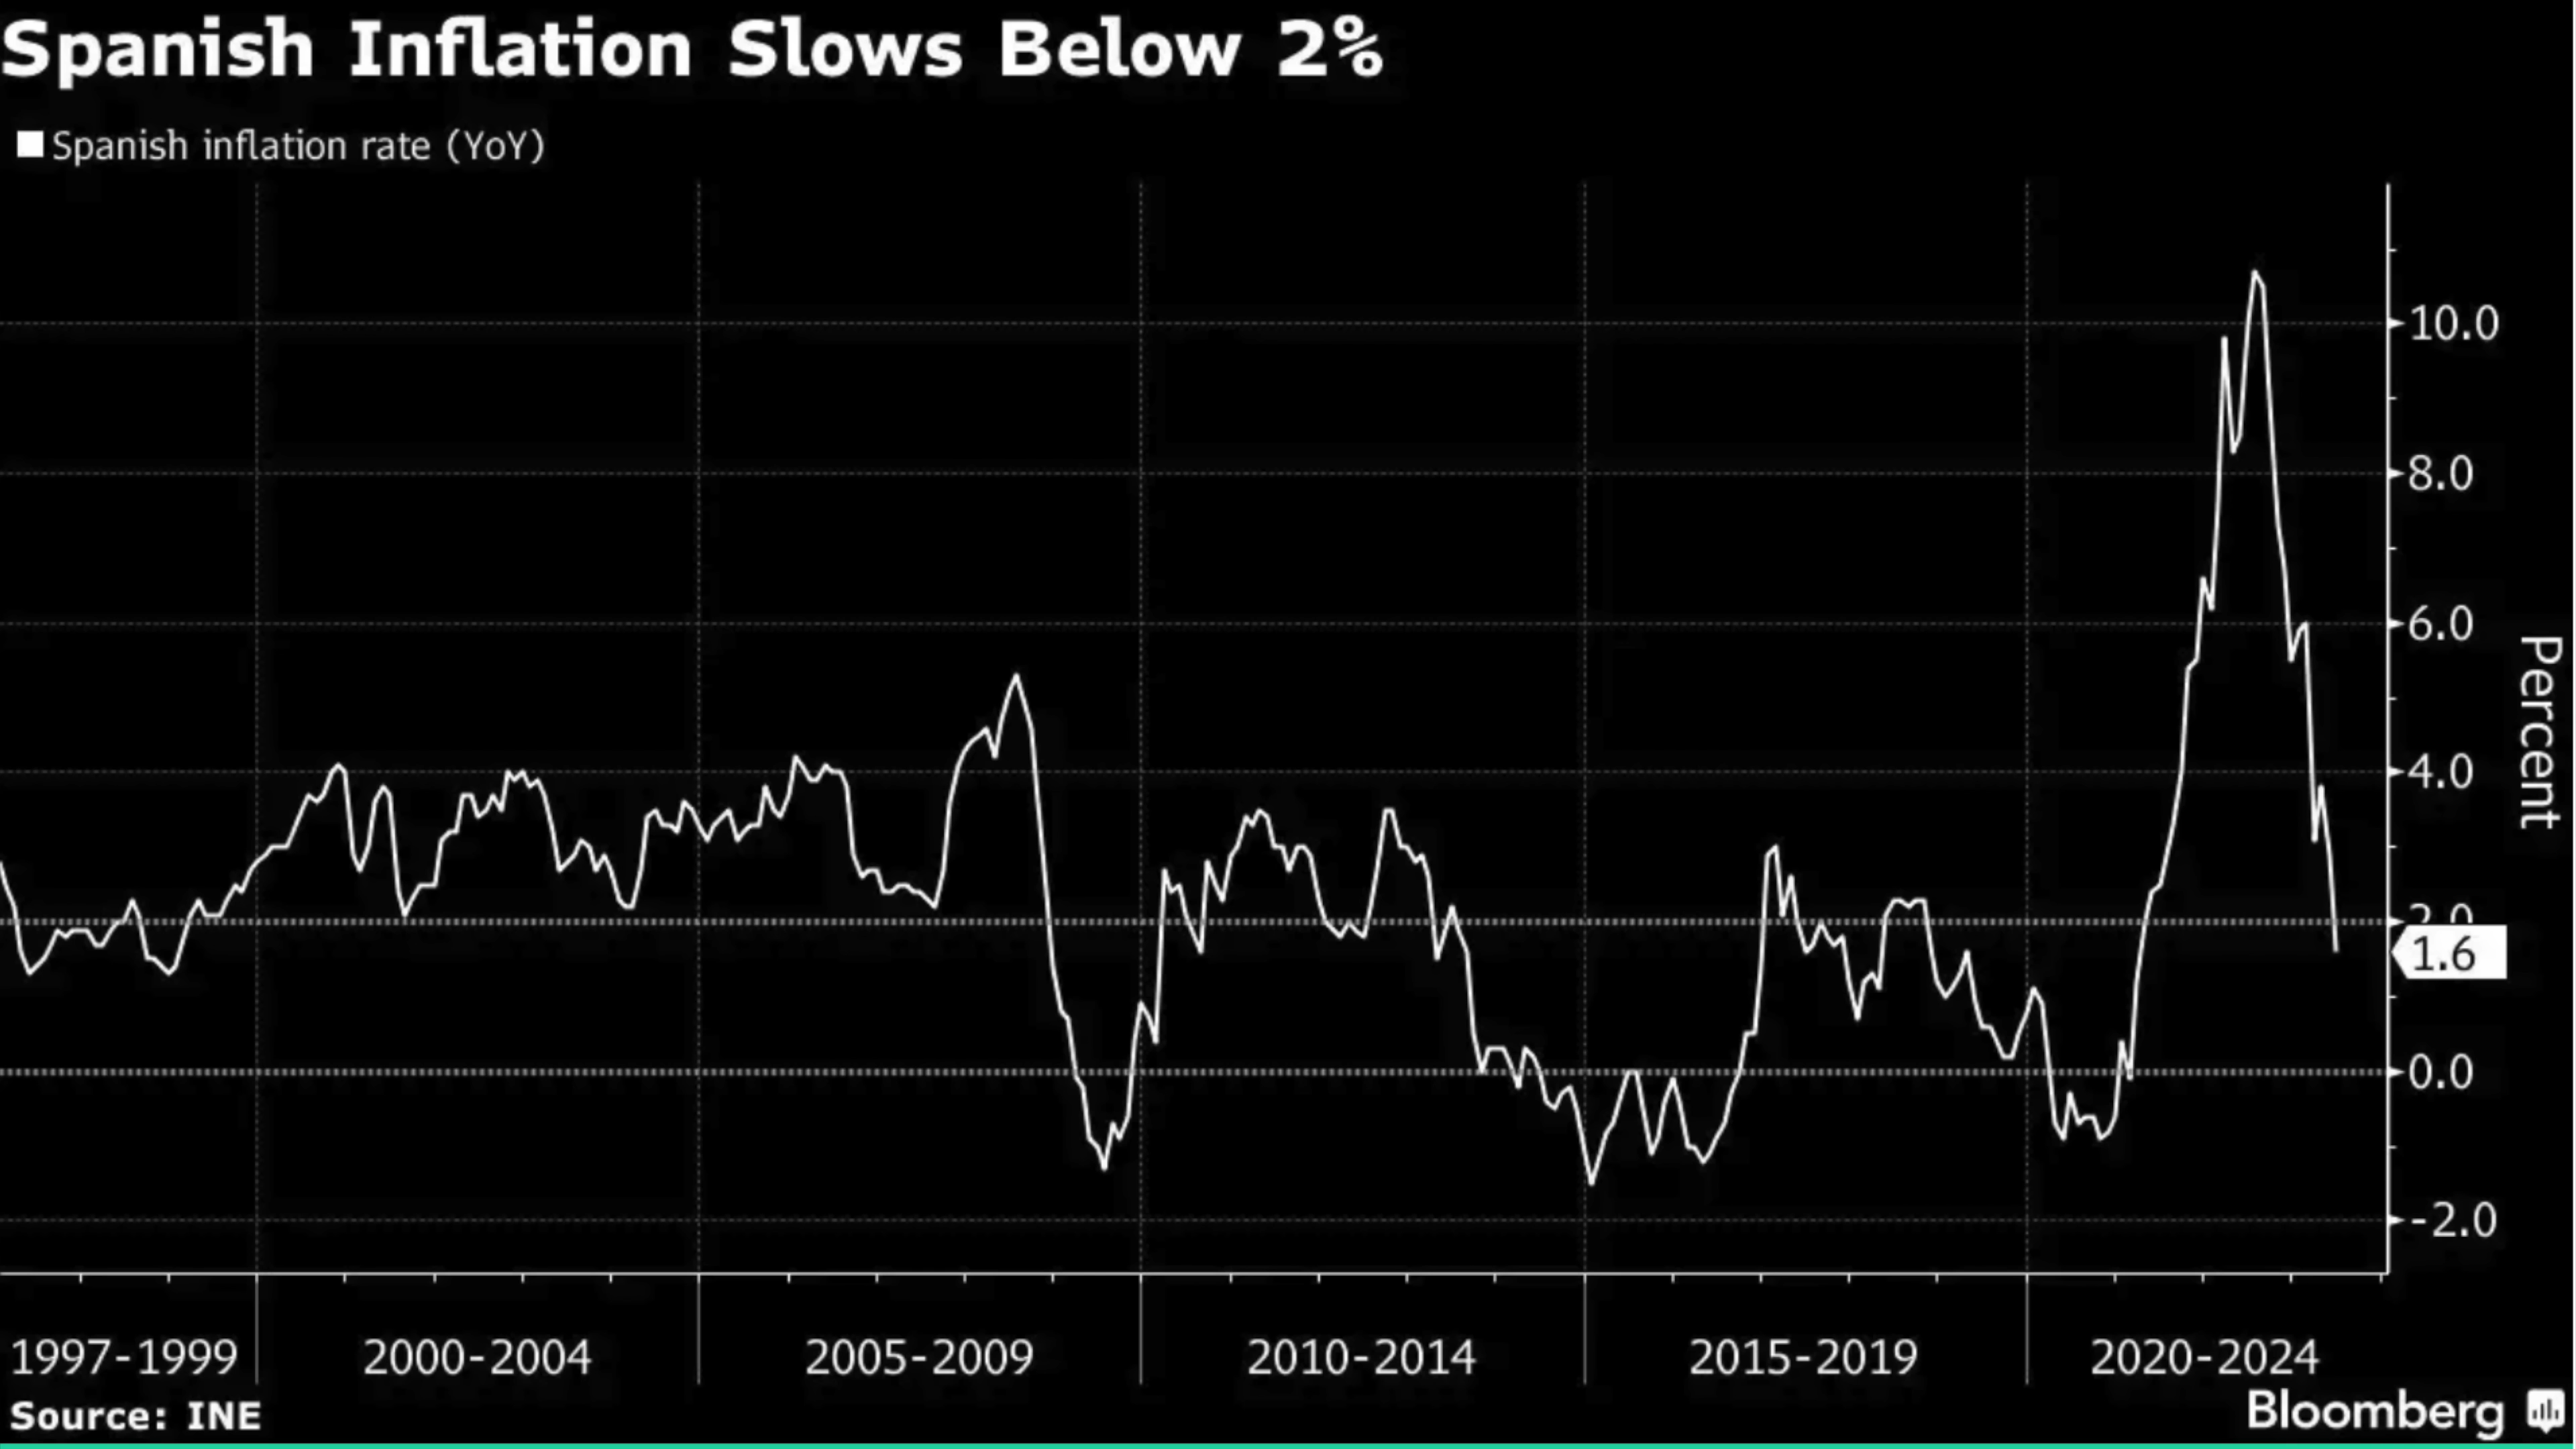 Spanish Inflation Slows Below 2%
Spanish inflation rate (YoY)
10.0
8.0
6.0
4.0
2.0
1.6
0.0
-2.0
Percent
1997-1999 2000-2004 2005-2009 2010-2014 2015-2019 2020-2024
Source: INE
Bloomberg